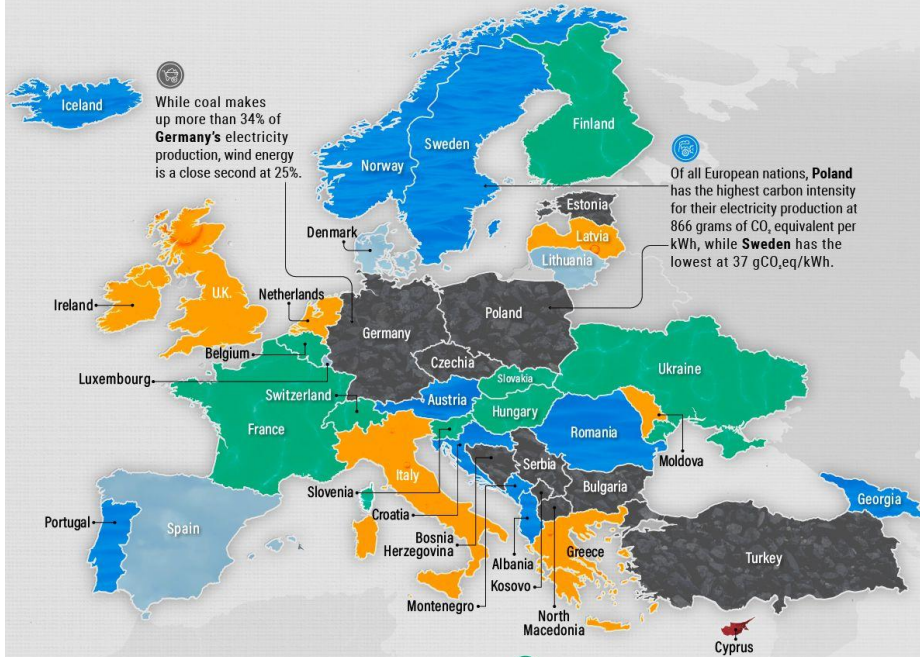 Iceland
While coal makes
up more than 34% of
Germany's electricity
production, wind energy
is a close second at 25%.
Norway
Sweden
Finland
Of all European nations, Poland
has the highest carbon intensity
for their electricity production at
866 grams of CO₂ equivalent per
kWh, while Sweden has the
lowest at 37 gCO₂eq/kWh.
Estonia
Latvia
Lithuania
Denmark
Ireland
U.K.
Netherlands
Germany
Poland
Belgium
Luxembourg
Czechia
Slovakia
Ukraine
Switzerland
Austria
Hungary
France
Romania
Moldova
Italy
Slovenia
Croatia
Serbia
Bulgaria
Georgia
Portugal
Spain
Bosnia
Herzegovina
Albania
Kosovo
Greece
Turkey
Montenegro
North
Macedonia
Cyprus